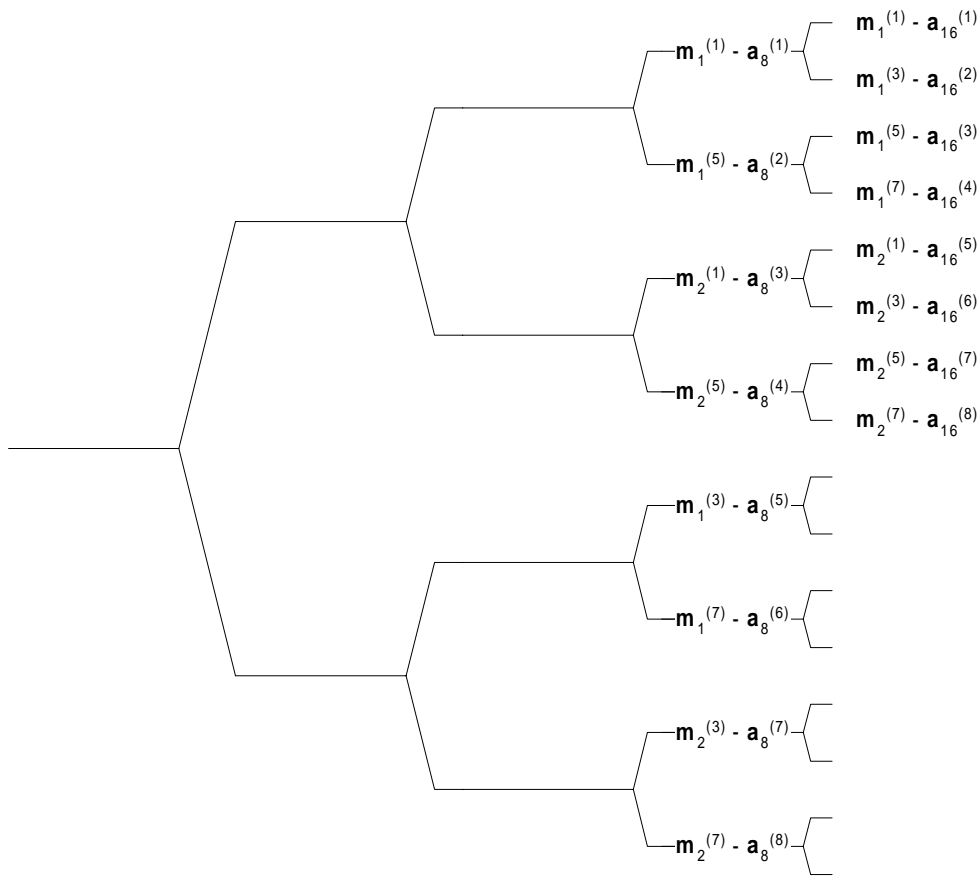 m₁⁽¹⁾ - a₁₆⁽¹⁾
m₁⁽¹⁾ - a₈⁽¹⁾
m₁⁽³⁾ - a₁₆⁽²⁾
m₁⁽⁵⁾ - a₁₆⁽³⁾
m₁⁽⁵⁾ - a₈⁽²⁾
m₁⁽⁷⁾ - a₁₆⁽⁴⁾
m₂⁽¹⁾ - a₁₆⁽⁵⁾
m₂⁽¹⁾ - a₈⁽³⁾
m₂⁽³⁾ - a₁₆⁽⁶⁾
m₂⁽⁵⁾ - a₁₆⁽⁷⁾
m₂⁽⁵⁾ - a₈⁽⁴⁾
m₂⁽⁷⁾ - a₁₆⁽⁸⁾
m₁⁽³⁾ - a₈⁽⁵⁾
m₁⁽⁷⁾ - a₈⁽⁶⁾
m₂⁽³⁾ - a₈⁽⁷⁾
m₂⁽⁷⁾ - a₈⁽⁸⁾